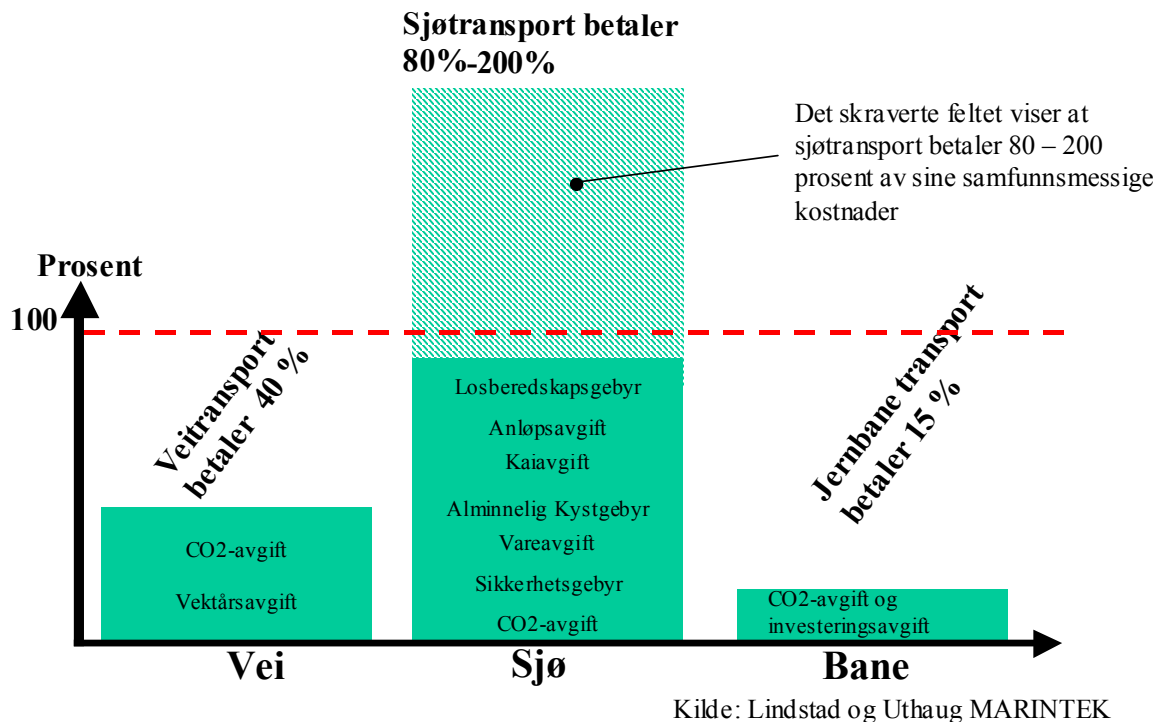 Sjøtransport betaler
80%-200%
Det skraverte feltet viser at
sjøtransport betaler 80 – 200
prosent av sine samfunnsmessige
kostnader
Prosent
100
Veitransport
betaler 40 %
Jernbane transport
betaler 15 %
Losberedskapsgebyr
Anløpsavgift
Kaiavgift
Alminnelig Kystgebyr
Vareavgift
Sikkerhetsgebyr
CO2-avgift
CO2-avgift
Vektårsavgift
CO2-avgift og
investeringsavgift
Vei
Sjø
Bane
Kilde: Lindstad og Uthaug MARINTEK